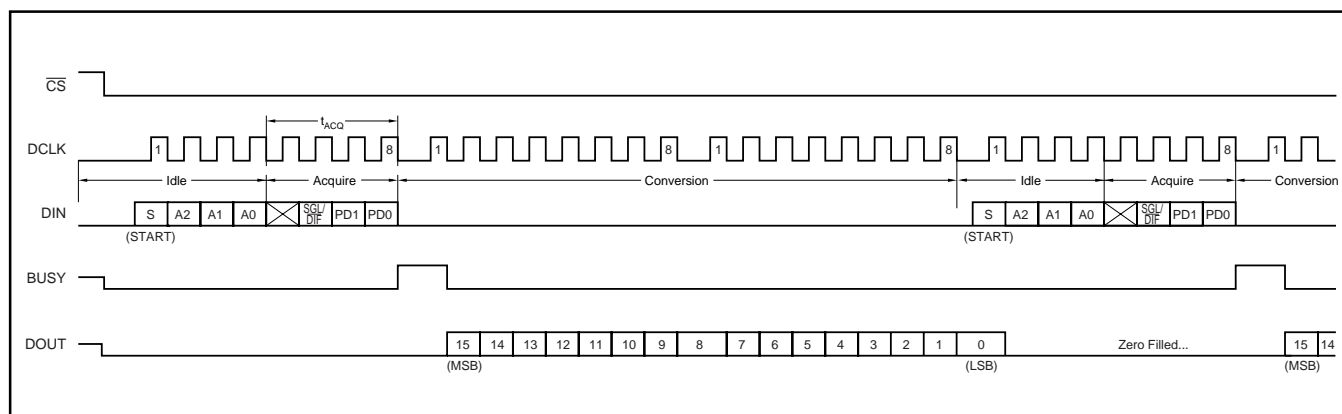 CS
tACQ
DCLK 1 8 1 8 1 8 1 8 1
Idle Acquire Conversion Idle Acquire Conversion
DIN S A2 A1 A0 SGL/DIF PD1 PD0 S A2 A1 A0 SGL/DIF PD1 PD0
(START) (START)
BUSY
DOUT 15 14 13 12 11 10 9 8 7 6 5 4 3 2 1 0 Zero Filled... 15 14
(MSB) (LSB) (MSB)